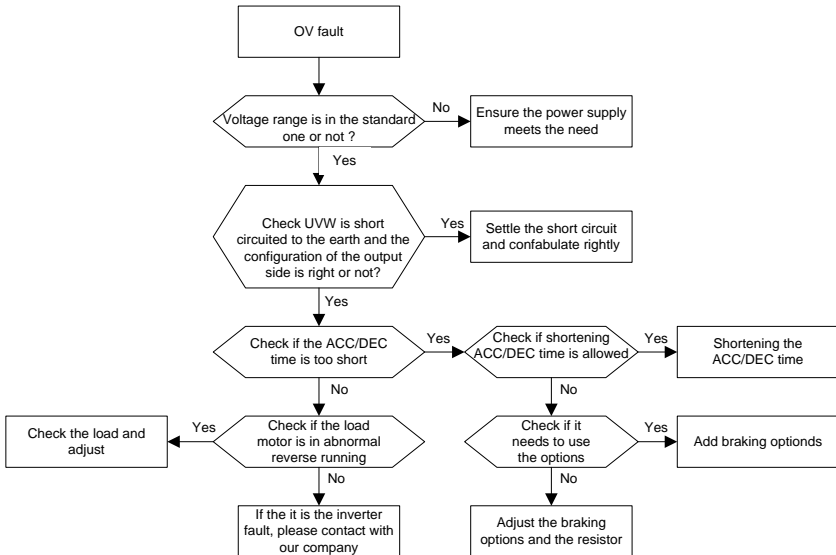 OV fault
Voltage range is in the standard
one or not ?
No
Ensure the power supply
meets the need
Yes
Check UVW is short
circuited to the earth and the
configuration of the output
side is right or not?
Yes
Settle the short circuit
and confabulate rightly
Yes
Check if the ACC/DEC
time is too short
Yes
Check if shortening
ACC/DEC time is allowed
Yes
Shortening the
ACC/DEC time
No
No
Check the load and
adjust
Yes
Check if the load
motor is in abnormal
reverse running
Check if it
needs to use
the options
Yes
Add braking optionds
No
No
If the it is the inverter
fault, please contact with
our company
Adjust the braking
options and the resistor